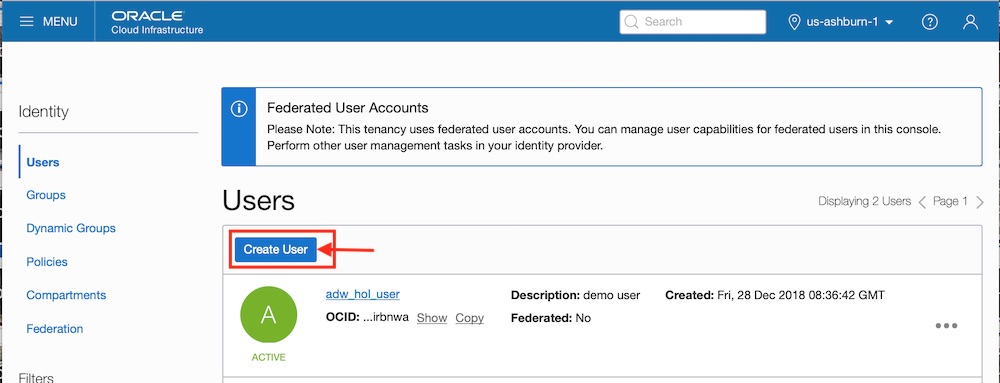 MENU
ORACLE
Cloud Infrastructure
Search
us-ashburn-1
Identity
Users
Groups
Dynamic Groups
Policies
Compartments
Federation
Filters
Federated User Accounts
Please Note: This tenancy uses federated user accounts. You can manage user capabilities for federated users in this console.
Perform other user management tasks in your identity provider.
Users
Displaying 2 Users Page 1
Create User
A
ACTIVE
adw_hol_user
OCID: ...irbnwa Show Copy
Description: demo user
Federated: No
Created: Fri, 28 Dec 2018 08:36:42 GMT